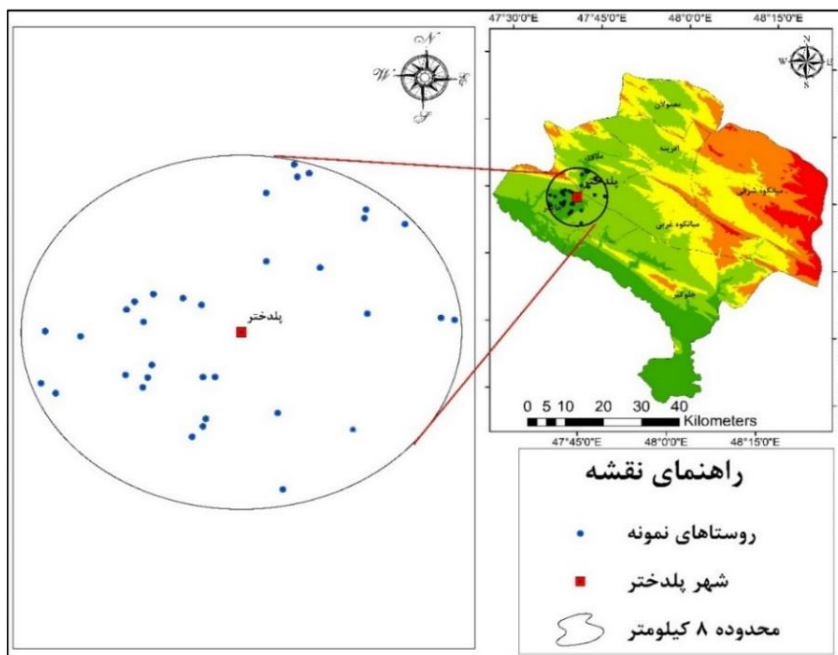 47°30'0"E 47°45'0"E 48°0'0"E 48°15'0"E
N
W E
S
N
W E
S
معمولان
افرینه
ملاوی
پلدختر
میانکوه شرقی
میانکوه غربی
جلوگیر
پلدختر
0 5 10 20 30 40
Kilometers
47°45'0"E 48°0'0"E 48°15'0"E
راهنمای نقشه
روستاهای نمونه
شهر پلدختر
محدوده ۸ کیلومتر